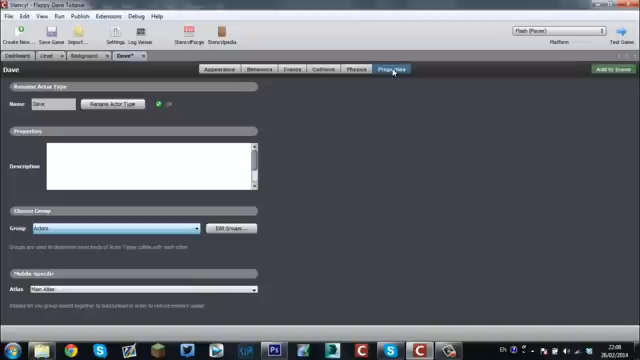 Stencyl - Flappy Dave Tutorial
File Edit View Run Publish Extensions Debug Help
Create New... Save Game Import... Settings Log Viewer StencylForge Stencylpedia
Flash (Player)
Platform
Test Game
Dashboard Level × Background × Dave* ×
Dave
Appearance Behaviors Events Collision Physics Properties
Add to Scene
Rename Actor Type
Name Dave Rename Actor Type
Properties
Description
Choose Group
Group Actors Edit Groups...
Groups are used to determine what kinds of Actor Types collide with each other
Mobile-Specific
Atlas Main Atlas
EN
22:08
26/02/2014